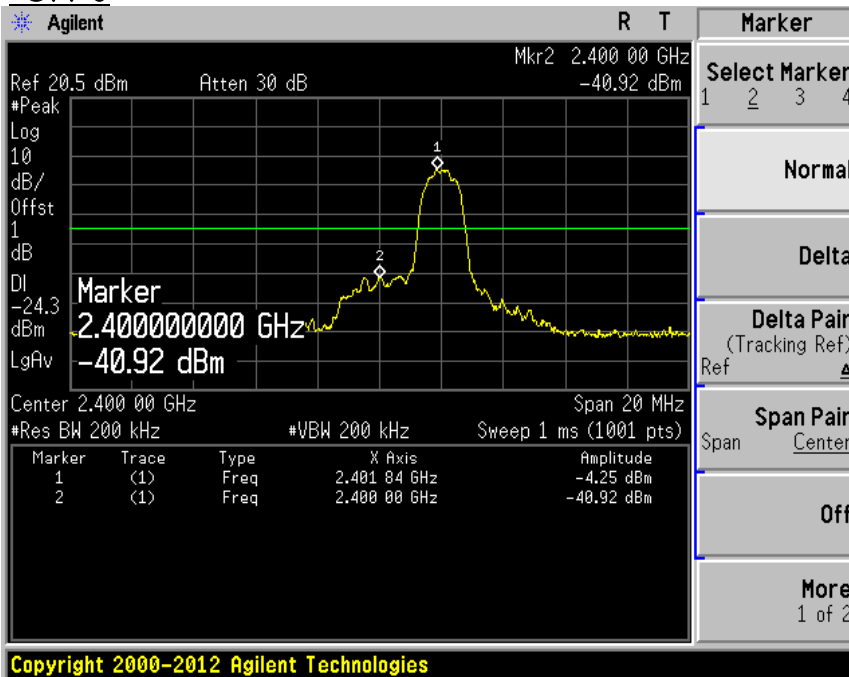 Agilent R T Marker
Mkr2 2.400 00 GHz
Ref 20.5 dBm Atten 30 dB -40.92 dBm
#Peak
Log
10
dB/
Offst
1
dB
DI
-24.3
dBm
LgAv
1
2
Marker
2.400000000 GHz
-40.92 dBm
Center 2.400 00 GHz Span 20 MHz
#Res BW 200 kHz #VBW 200 kHz Sweep 1 ms (1001 pts)
Marker Trace Type X Axis Amplitude
1 (1) Freq 2.401 84 GHz -4.25 dBm
2 (1) Freq 2.400 00 GHz -40.92 dBm
Select Marker
1 2 3 4
Normal
Delta
Delta Pair
(Tracking Ref)
Ref Δ
Span Pair
Span Center
Off
More
1 of 2
Copyright 2000-2012 Agilent Technologies